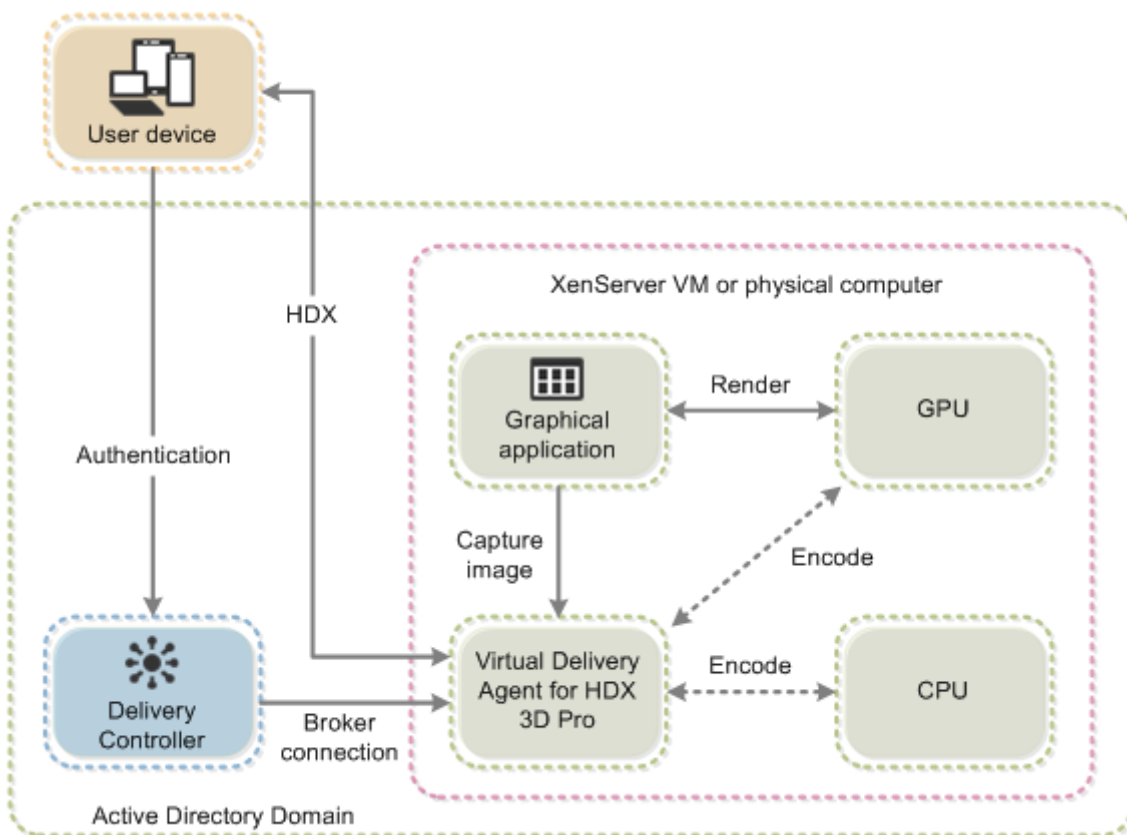 User device
XenServer VM or physical computer
HDX
Graphical
application
Render
GPU
Authentication
Capture
image
Encode
Delivery
Controller
Broker
connection
Virtual Delivery
Agent for HDX
3D Pro
Encode
CPU
Active Directory Domain